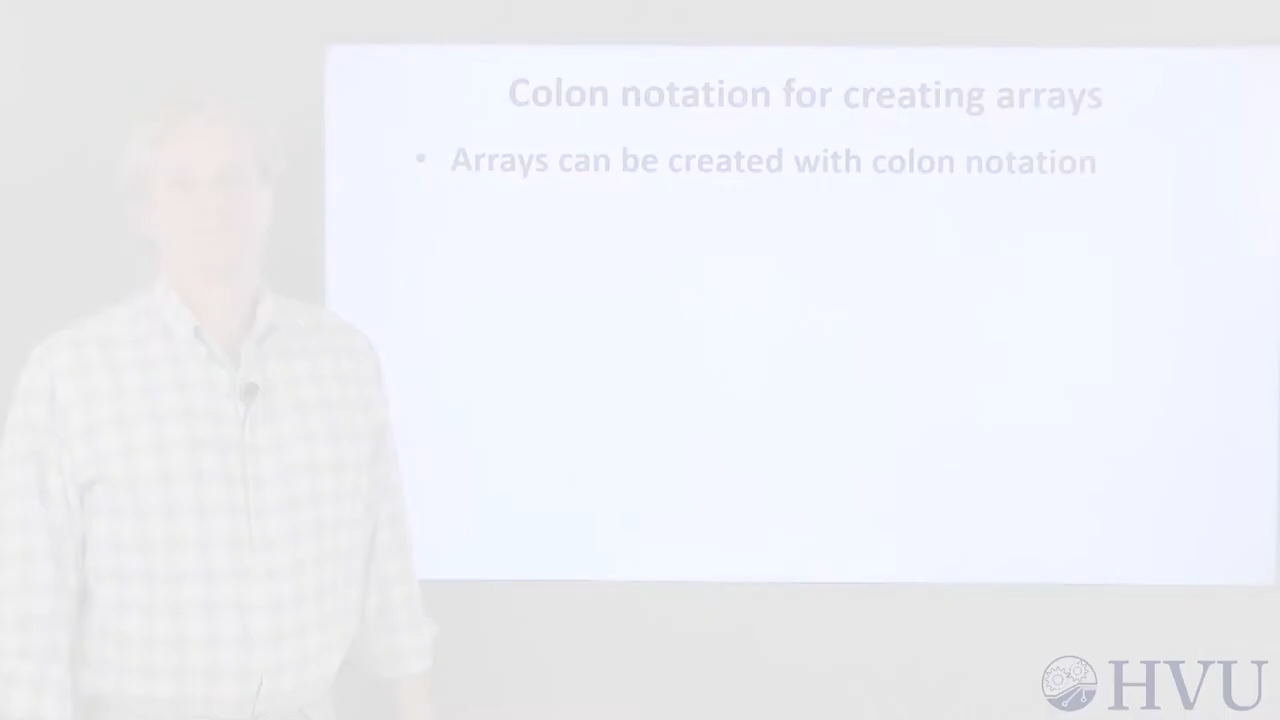 Colon notation for creating arrays
• Arrays can be created with colon notation
HVU